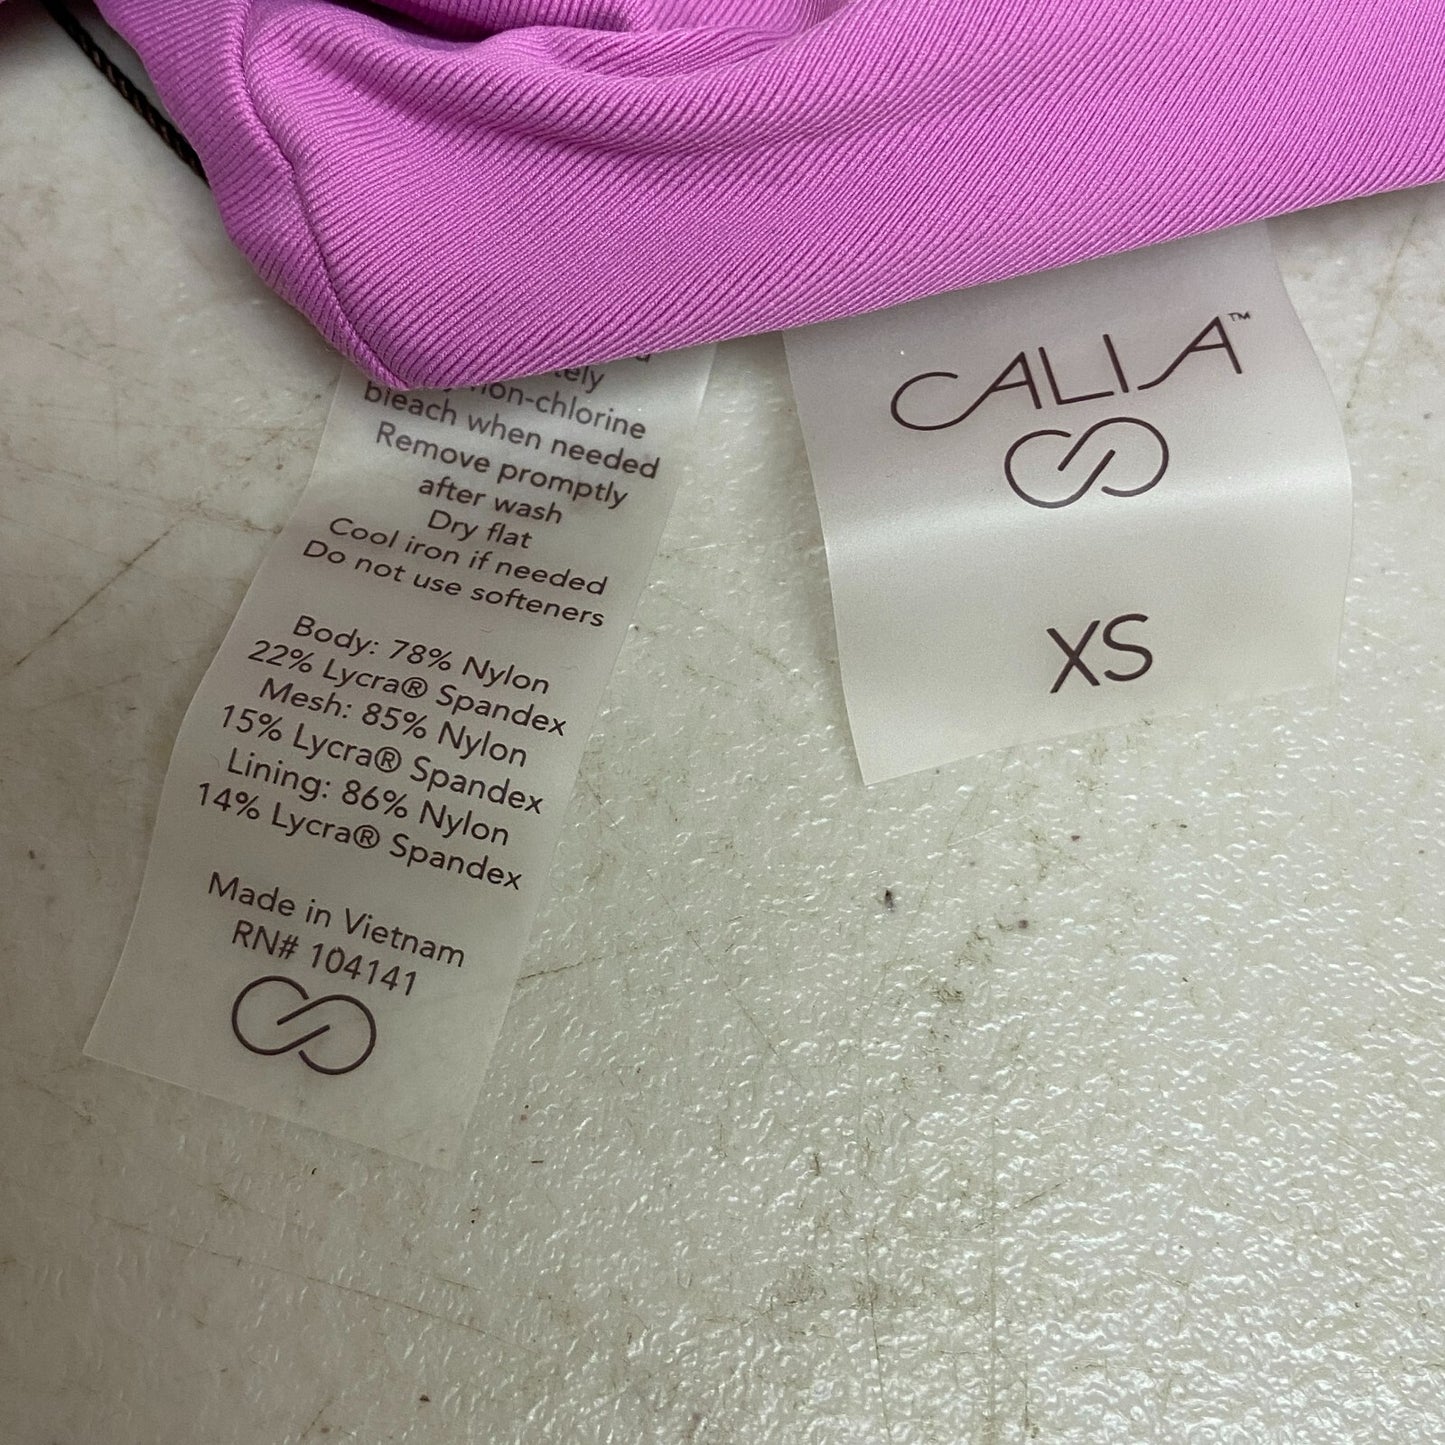 non-chlorine
bleach when needed
Remove promptly
after wash
Dry flat
Cool iron if needed
Do not use softeners
Body: 78% Nylon
22% Lycra® Spandex
Mesh: 85% Nylon
15% Lycra® Spandex
Lining: 86% Nylon
14% Lycra® Spandex
Made in Vietnam
RN# 104141
CALIA™
XS